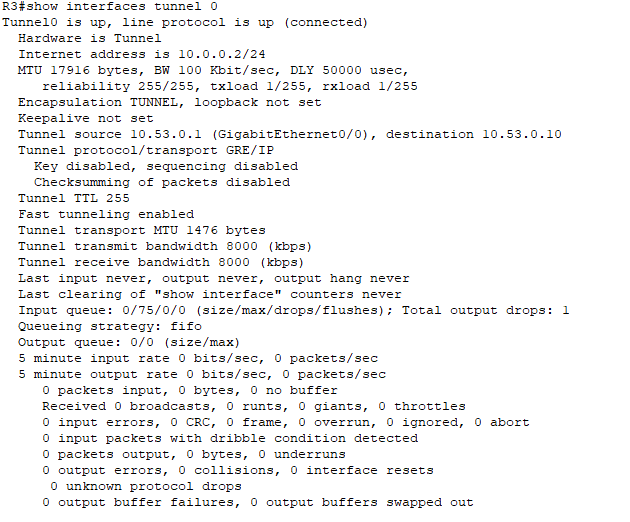 R3#show interfaces tunnel 0
Tunnel0 is up, line protocol is up (connected)
Hardware is Tunnel
Internet address is 10.0.0.2/24
MTU 17916 bytes, BW 100 Kbit/sec, DLY 50000 usec,
reliability 255/255, txload 1/255, rxload 1/255
Encapsulation TUNNEL, loopback not set
Keepalive not set
Tunnel source 10.53.0.1 (GigabitEthernet0/0), destination 10.53.0.10
Tunnel protocol/transport GRE/IP
Key disabled, sequencing disabled
Checksumming of packets disabled
Tunnel TTL 255
Fast tunneling enabled
Tunnel transport MTU 1476 bytes
Tunnel transmit bandwidth 8000 (kbps)
Tunnel receive bandwidth 8000 (kbps)
Last input never, output never, output hang never
Last clearing of "show interface" counters never
Input queue: 0/75/0/0 (size/max/drops/flushes); Total output drops: 1
Queueing strategy: fifo
Output queue: 0/0 (size/max)
5 minute input rate 0 bits/sec, 0 packets/sec
5 minute output rate 0 bits/sec, 0 packets/sec
0 packets input, 0 bytes, 0 no buffer
Received 0 broadcasts, 0 runts, 0 giants, 0 throttles
0 input errors, 0 CRC, 0 frame, 0 overrun, 0 ignored, 0 abort
0 input packets with dribble condition detected
0 packets output, 0 bytes, 0 underruns
0 output errors, 0 collisions, 0 interface resets
0 unknown protocol drops
0 output buffer failures, 0 output buffers swapped out